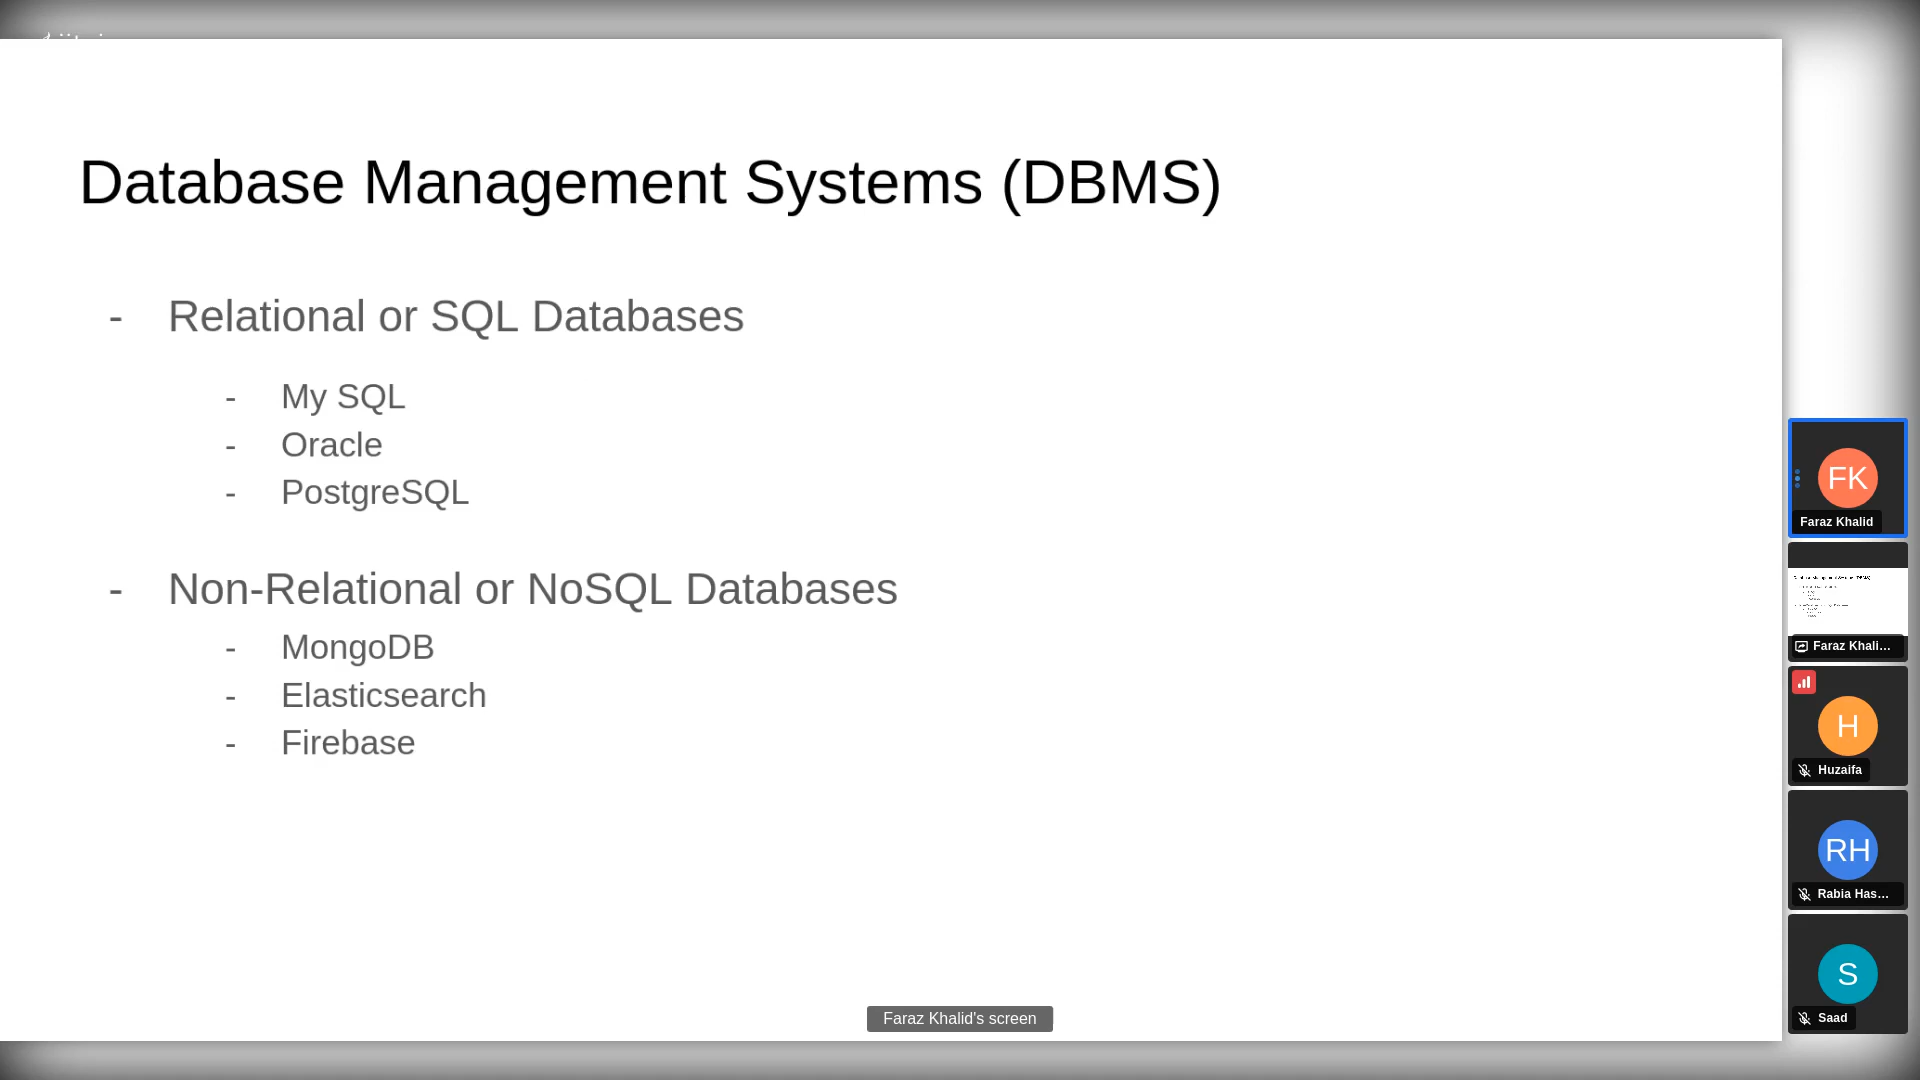 Database Management Systems (DBMS)
- Relational or SQL Databases
- My SQL
- Oracle
- PostgreSQL
- Non-Relational or NoSQL Databases
- MongoDB
- Elasticsearch
- Firebase
Faraz Khalid's screen
FK
Faraz Khalid
Faraz Khali...
H
Huzaifa
RH
Rabia Has...
S
Saad